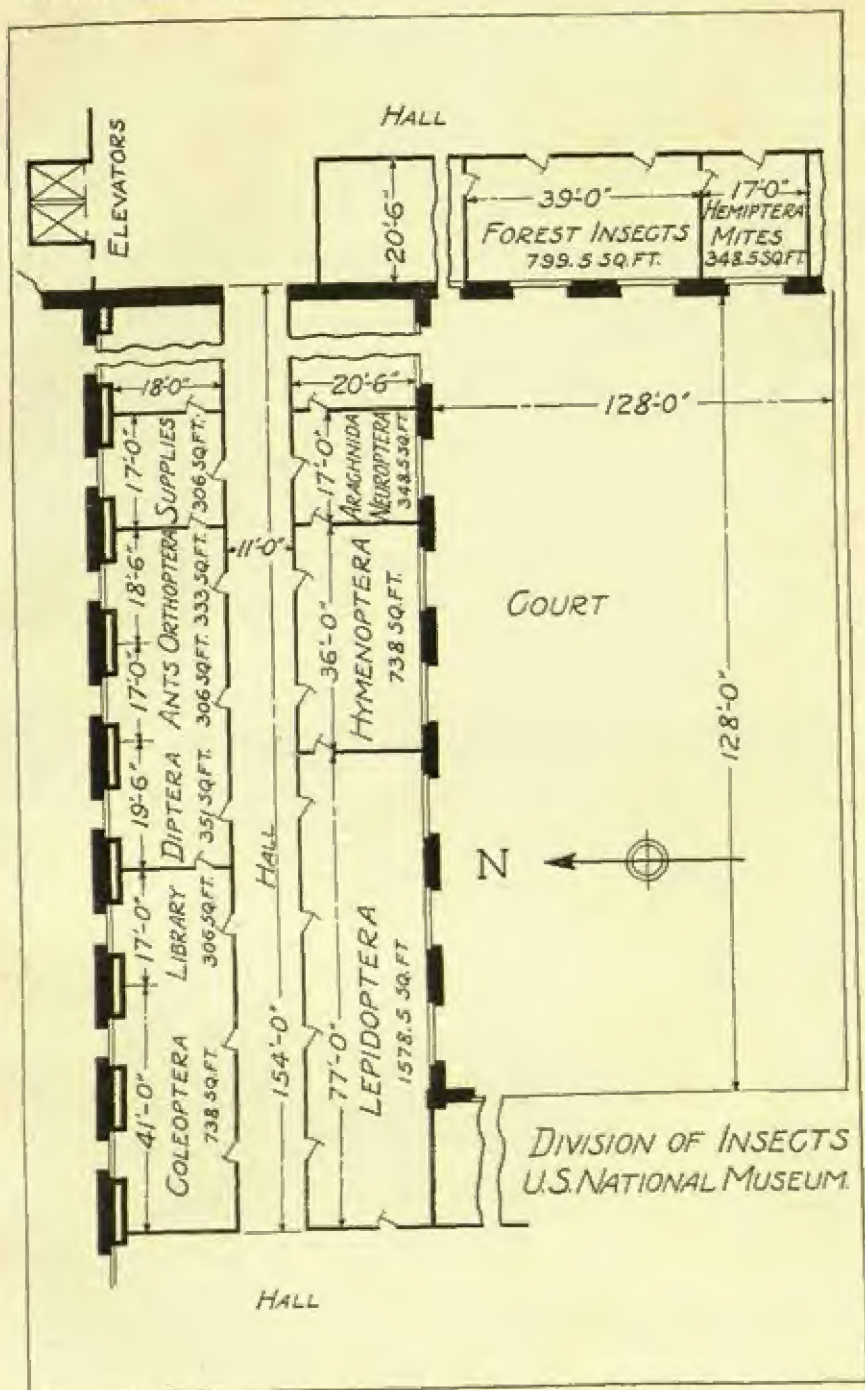 HALL
ELEVATORS
20'-6"
39'-0"
FOREST INSECTS
799.5 SQ.FT.
17'-0"
HEMIPTERA
MITES
348.5 SQ.FT.
18'-0"
20'-6"
128'-0"
17'-0"
SUPPLIES
306 SQ.FT.
17'-0"
ARACHNIDA
NEUROPTERA
348.5 SQ.FT.
11'-0"
18'-6"
ORTHOPTERA
333 SQ.FT.
17'-0"
ANTS
306 SQ.FT.
36'-0"
HYMENOPTERA
738 SQ.FT.
COURT
128'-0"
19'-6"
DIPTERA
351 SQ.FT.
HALL
N
17'-0"
LIBRARY
306 SQ.FT.
41'-0"
COLEOPTERA
738 SQ.FT.
154'-0"
77'-0"
LEPIDOPTERA
1578.5 SQ.FT
DIVISION OF INSECTS
U.S. NATIONAL MUSEUM.
HALL